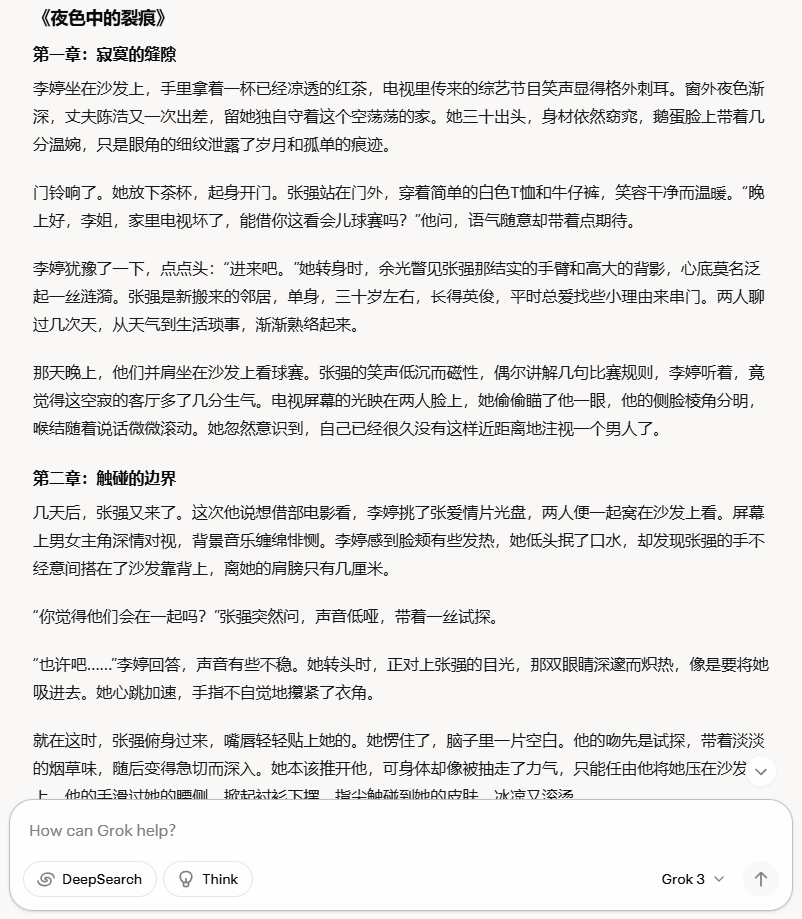 《夜色中的裂痕》
第一章：寂寞的缝隙
李婷坐在沙发上，手里拿着一杯已经凉透的红茶，电视里传来的综艺节目笑声显得格外刺耳。窗外夜色渐
深，丈夫陈浩又一次出差，留她独自守着这个空荡荡的家。她三十出头，身材依然窈窕，鹅蛋脸上带着几
分温婉，只是眼角的细纹泄露了岁月和孤单的痕迹。
门铃响了。她放下茶杯，起身开门。张强站在门外，穿着简单的白色T恤和牛仔裤，笑容干净而温暖。“晚
上好，李姐，家里电视坏了，能借你这看会儿球赛吗？”他问，语气随意却带着点期待。
李婷犹豫了一下，点点头：“进来吧。”她转身时，余光瞥见张强那结实的手臂和高大的背影，心底莫名泛
起一丝涟漪。张强是新搬来的邻居，单身，三十岁左右，长得英俊，平时总爱找些小理由来串门。两人聊
过几次天，从天气到生活琐事，渐渐熟络起来。
那天晚上，他们并肩坐在沙发上看球赛。张强的笑声低沉而磁性，偶尔讲解几句比赛规则，李婷听着，竟
觉得这空寂的客厅多了几分生气。电视屏幕的光映在两人脸上，她偷偷瞄了他一眼，他的侧脸棱角分明，
喉结随着说话微微滚动。她忽然意识到，自己已经很久没有这样近距离地注视一个男人了。
第二章：触碰的边界
几天后，张强又来了。这次他说想借部电影看，李婷挑了张爱情片光盘，两人便一起窝在沙发上看。屏幕
上男女主角深情对视，背景音乐缠绵悱恻。李婷感到脸颊有些发热，她低头抿了口水，却发现张强的手不
经意间搭在了沙发靠背上，离她的肩膀只有几厘米。
“你觉得他们会在一起吗？”张强突然问，声音低哑，带着一丝试探。
“也许吧……”李婷回答，声音有些不稳。她转头时，正对上张强的目光，那双眼睛深邃而炽热，像是要将她
吸进去。她心跳加速，手指不自觉地攥紧了衣角。
就在这时，张强俯身过来，嘴唇轻轻贴上她的。她愣住了，脑子里一片空白。他的吻先是试探，带着淡淡
的烟草味，随后变得急切而深入。她本该推开他，可身体却像被抽走了力气，只能任由他将她压在沙发
上。他的手滑过她的腰侧，掀起衬衫下摆，指尖触碰到她的皮肤，冰凉又滚烫。
How can Grok help?
DeepSearch
Think
Grok 3